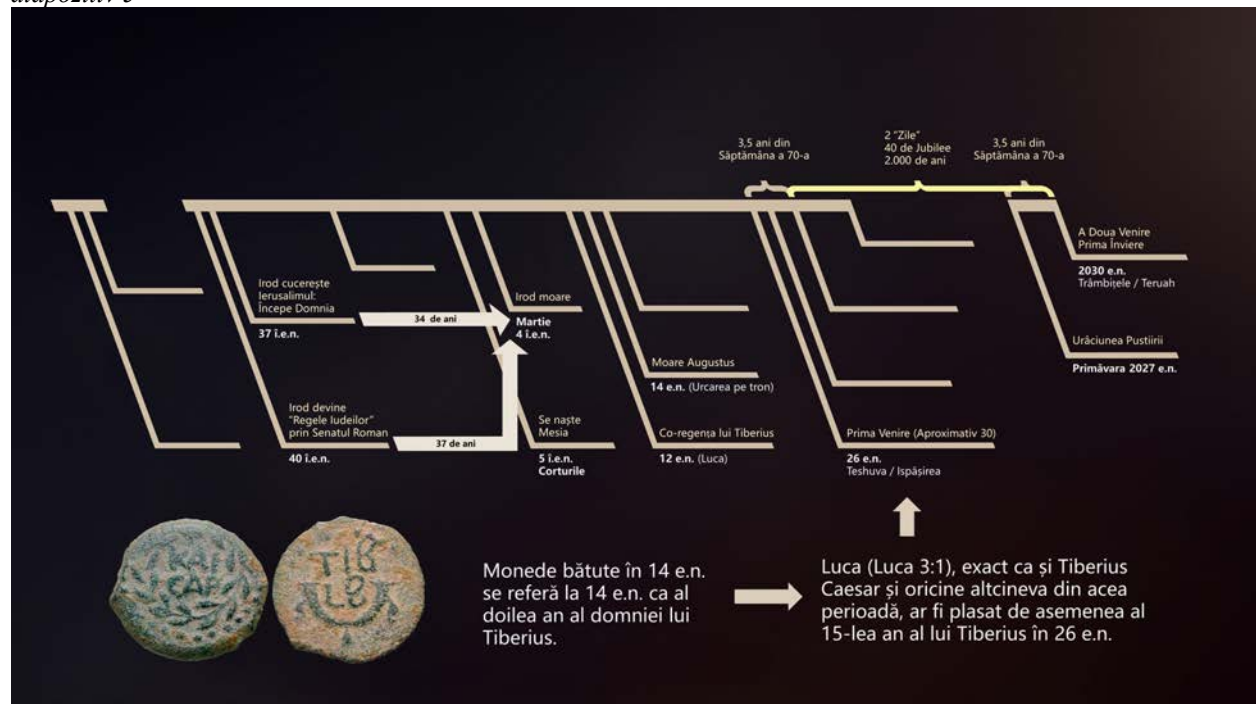 3,5 ani din
Săptămâna a 70-a
2 "Zile"
40 de Jubilee
2.000 de ani
3,5 ani din
Săptămâna a 70-a
A Doua Venire
Prima Înviere
2030 e.n.
Trâmbițele / Teruah
Irod cucerește
Ierusalimul:
Începe Domnia
37 î.e.n.
34 de ani
Irod moare
Martie
4 î.e.n.
Urâciunea Pustiirii
Primăvara 2027 e.n.
Moare Augustus
14 e.n. (Urcarea pe tron)
Irod devine
"Regele Iudeilor"
prin Senatul Roman
40 î.e.n.
37 de ani
Se naște
Mesia
5 î.e.n.
Corturile
Co-regența lui Tiberius
12 e.n. (Luca)
Prima Venire (Aproximativ 30)
26 e.n.
Teshuva / Ispășirea
KAI
CAP
TIB
LB
Monede bătute în 14 e.n.
se referă la 14 e.n. ca al
doilea an al domniei lui
Tiberius.
Luca (Luca 3:1), exact ca și Tiberius
Caesar și oricine altcineva din acea
perioadă, ar fi plasat de asemenea al
15-lea an al lui Tiberius în 26 e.n.